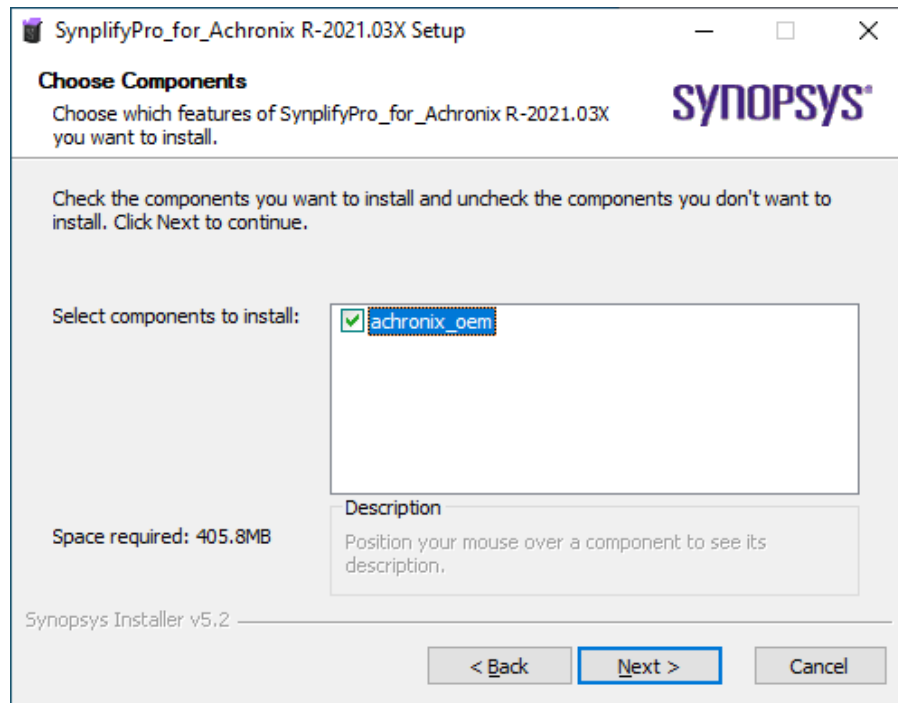 SynplifyPro_for_Achronix R-2021.03X Setup
Choose Components
Choose which features of SynplifyPro_for_Achronix R-2021.03X
you want to install.
SYNOPSYS®
Check the components you want to install and uncheck the components you don't want to
install. Click Next to continue.
Select components to install:
achronix_oem
Space required: 405.8MB
Description
Position your mouse over a component to see its
description.
Synopsys Installer v5.2
< Back
Next >
Cancel